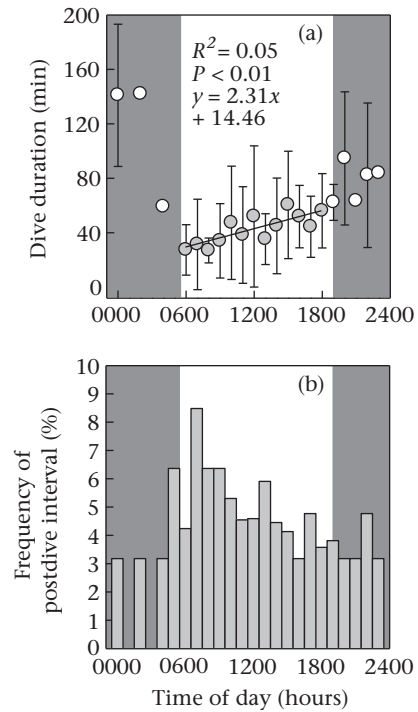 200
160
120
80
40
0
Dive duration (min)
(a)
R² = 0.05
P < 0.01
y = 2.31x
+ 14.46
0000 0600 1200 1800 2400
10
9
8
7
6
5
4
3
2
1
0
Frequency of
postdive interval (%)
(b)
0000 0600 1200 1800 2400
Time of day (hours)